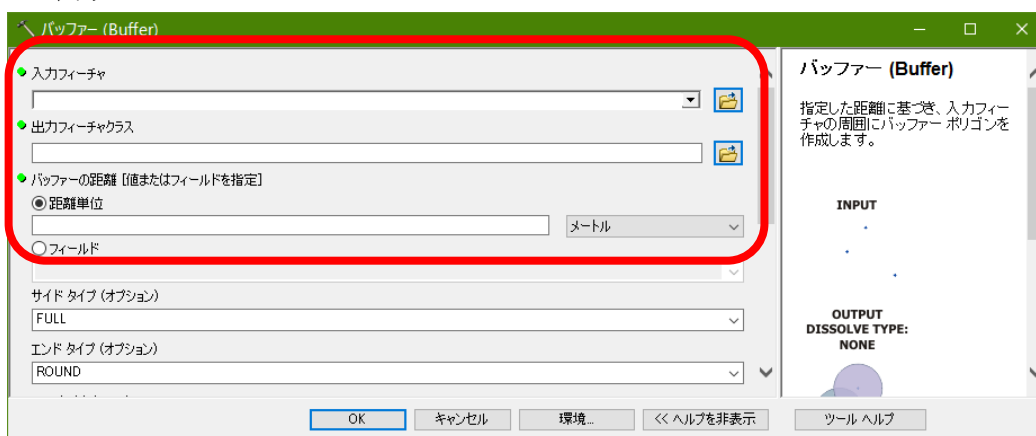 バッファー (Buffer)
入力フィーチャ
出力フィーチャクラス
バッファーの距離 [値またはフィールドを指定]
距離単位
メートル
フィールド
サイド タイプ (オプション)
FULL
エンド タイプ (オプション)
ROUND
OK
キャンセル
環境...
<< ヘルプを非表示
バッファー (Buffer)
指定した距離に基づき、入力フィー
チャの周囲にバッファー ポリゴンを
作成します。
INPUT
OUTPUT
DISSOLVE TYPE:
NONE
ツール ヘルプ